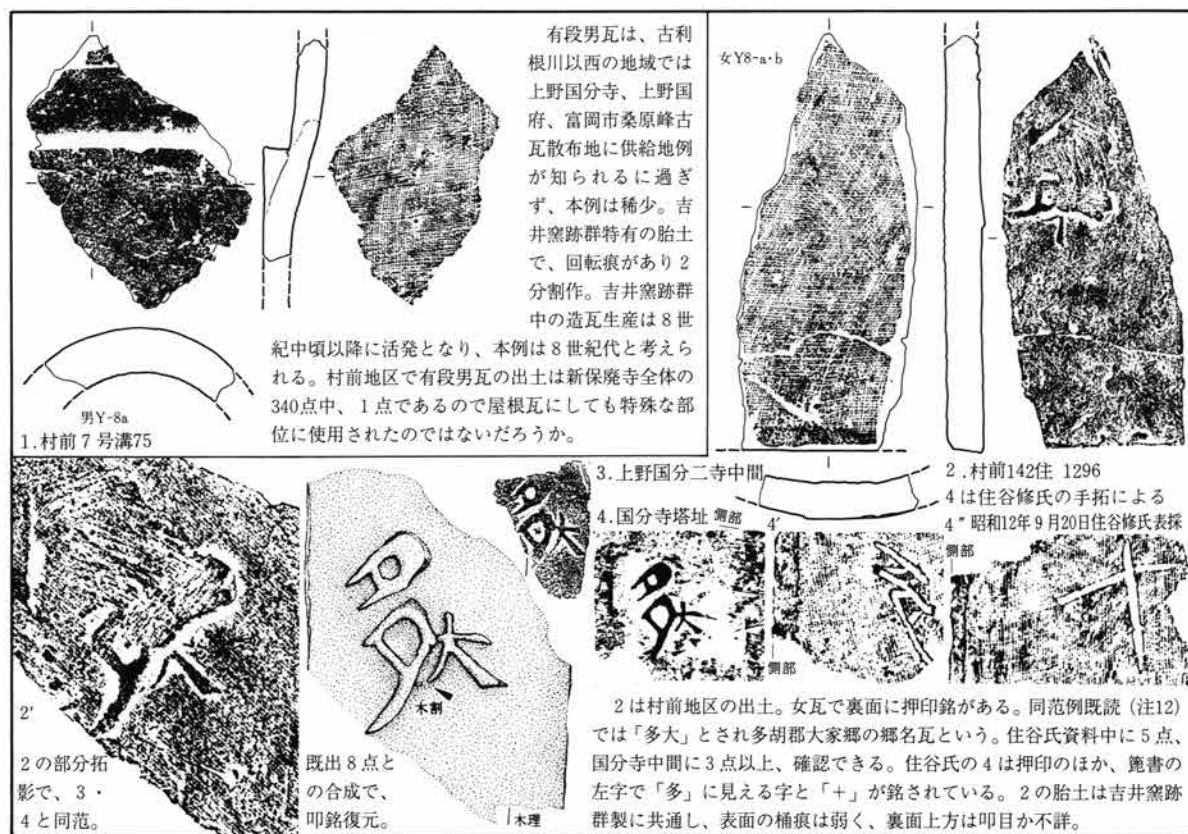 有段男瓦は、古利
根川以西の地域では
上野国分寺、上野国
府、富岡市桑原峰古
瓦散布地に供給地例
が知られるに過ぎ
ず、本例は稀少。吉
井窯跡群特有の胎土
で、回転痕があり2
分割作。吉井窯跡群
中の造瓦生産は8世
紀中頃以降に活発となり、本例は8世紀代と考えら
れる。村前地区で有段男瓦の出土は新保廃寺全体の
340点中、1点であるので屋根瓦にしても特殊な部
位に使用されたのではないだろうか。
男Y-8a
1.村前7号溝75
女Y8-a・b
2.村前142住 1296
4は住谷修氏の手拓による
4″昭和12年9月20日住谷修氏表採
3.上野国分二寺中間
4.国分寺塔址 側部
4′
側部
側部
2′
2の部分拓
影で、3・
4と同范。
木割
既出8点と
の合成で、
叩銘復元。
木理
2は村前地区の出土。女瓦で裏面に押印銘がある。同范例既読(注12)
では「多大」とされ多胡郡大家郷の郷名瓦という。住谷氏資料中に5点、
国分寺中間に3点以上、確認できる。住谷氏の4は押印のほか、箆書の
左字で「多」に見える字と「+」が銘されている。2の胎土は吉井窯跡
群製に共通し、表面の桶痕は弱く、裏面上方は叩目か不詳。